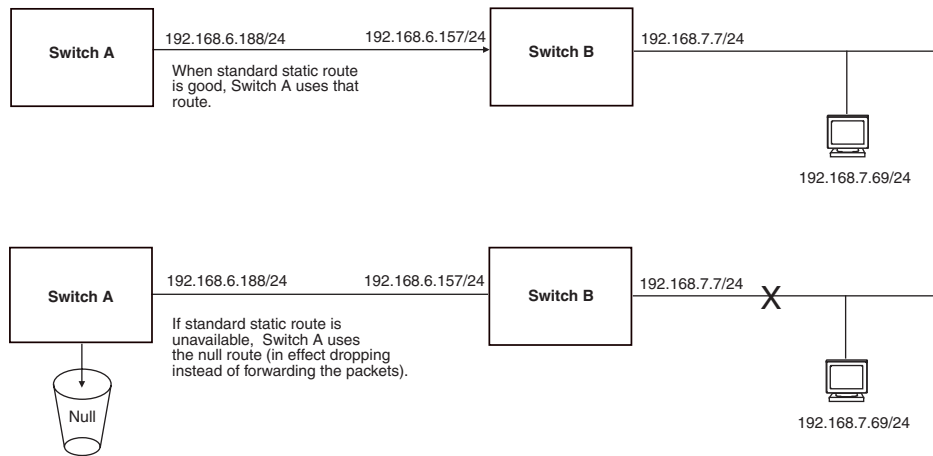 Switch A
192.168.6.188/24
192.168.6.157/24
Switch B
192.168.7.7/24
When standard static route
is good, Switch A uses that
route.
192.168.7.69/24
Switch A
192.168.6.188/24
192.168.6.157/24
Switch B
192.168.7.7/24
X
If standard static route is
unavailable, Switch A uses
the null route (in effect dropping
instead of forwarding the packets).
Null
192.168.7.69/24